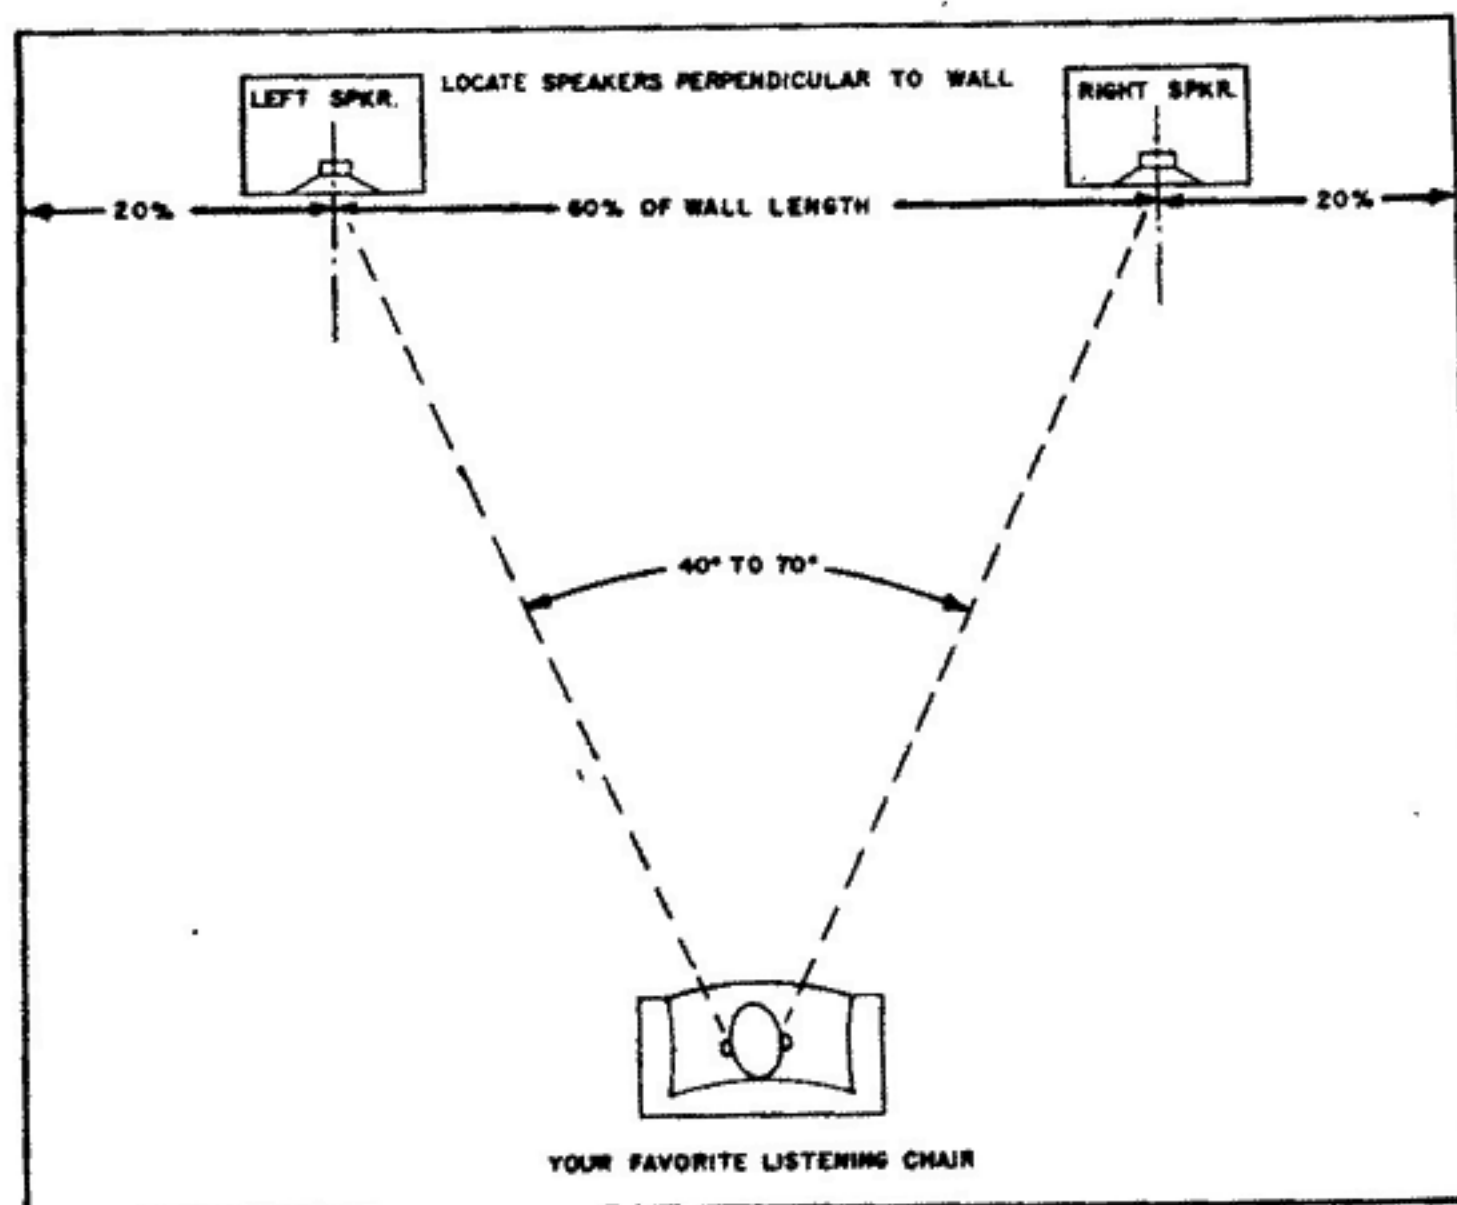 LEFT SPKR.
LOCATE SPEAKERS PERPENDICULAR TO WALL
RIGHT SPKR.
20%
60% OF WALL LENGTH
20%
40° TO 70°
YOUR FAVORITE LISTENING CHAIR